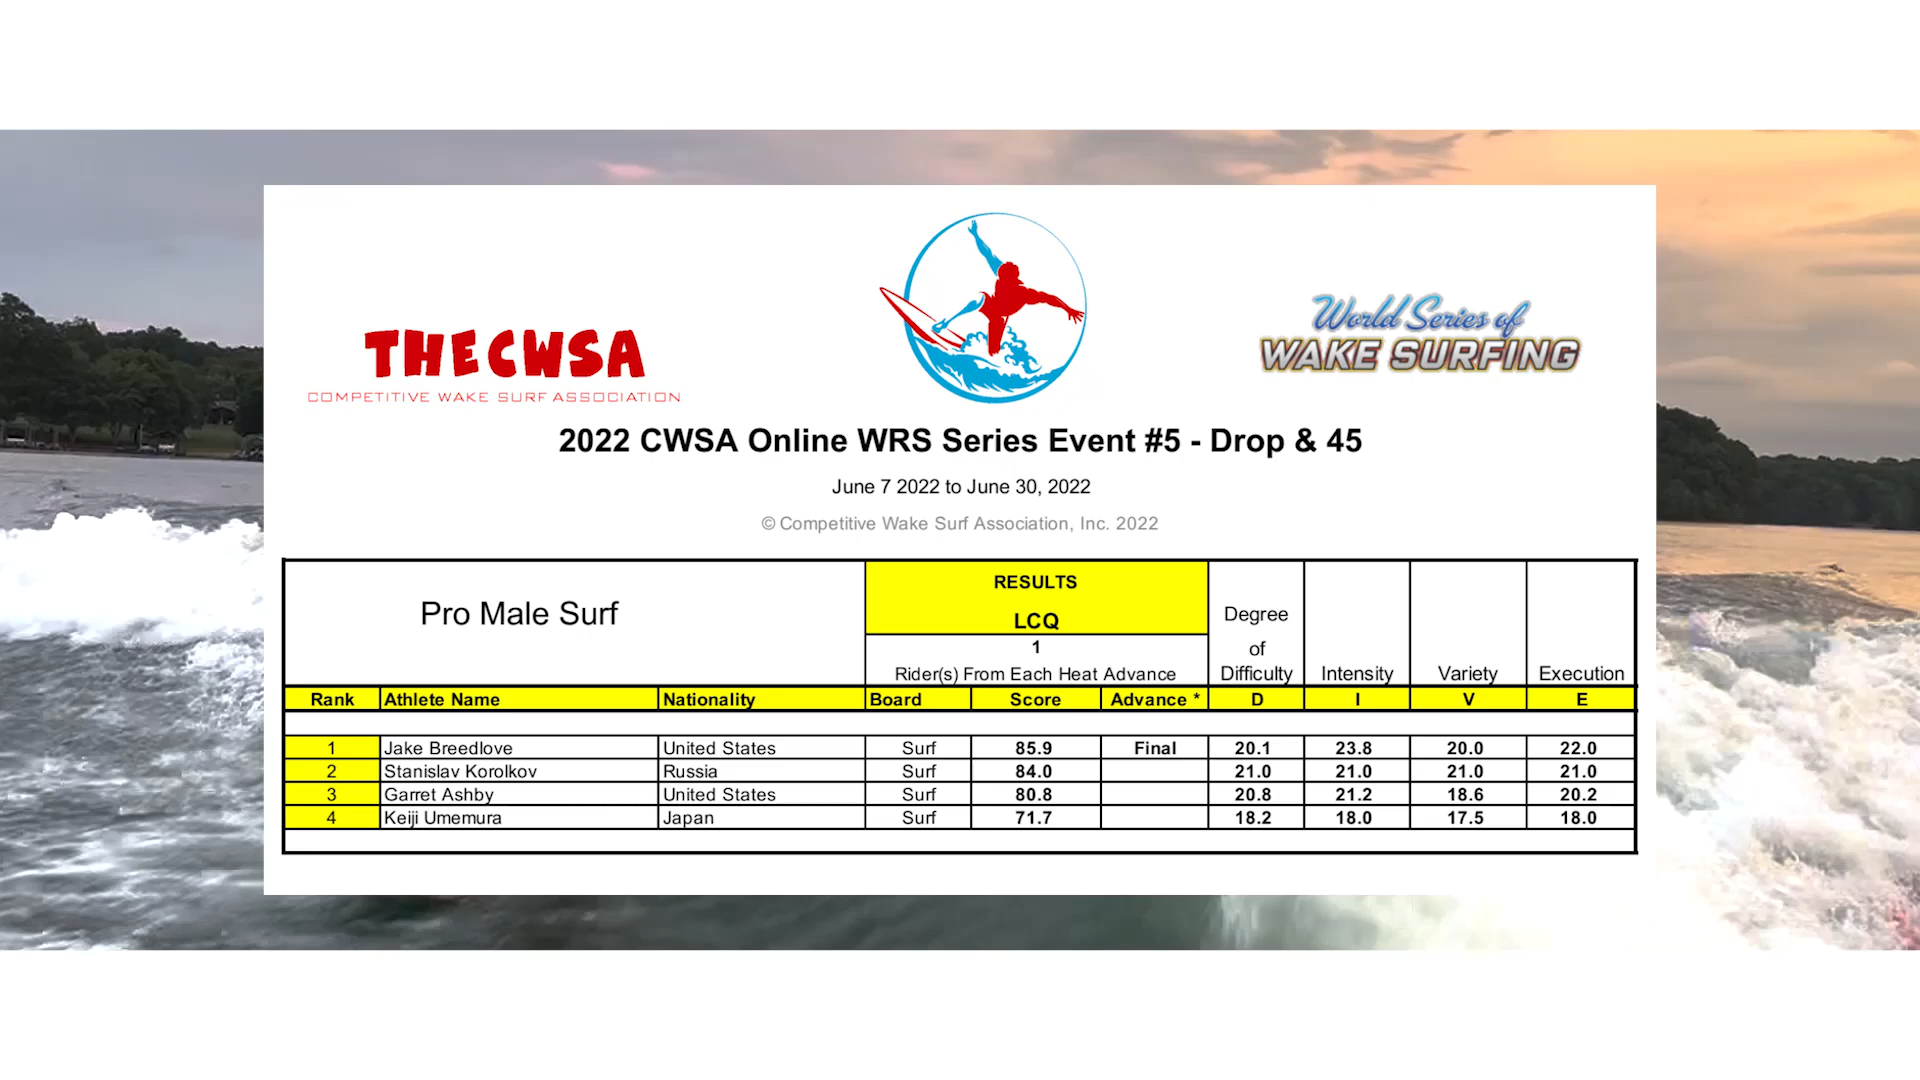 THECWSA
COMPETITIVE WAKE SURF ASSOCIATION
World Series of
WAKE SURFING
2022 CWSA Online WRS Series Event #5 - Drop & 45
June 7 2022 to June 30, 2022
© Competitive Wake Surf Association, Inc. 2022
Pro Male Surf
RESULTS
LCQ
1
Rider(s) From Each Heat Advance
Degree
of
Difficulty
Intensity
Variety
Execution
Rank Athlete Name Nationality Board Score Advance * D I V E
1 Jake Breedlove United States Surf 85.9 Final 20.1 23.8 20.0 22.0
2 Stanislav Korolkov Russia Surf 84.0 21.0 21.0 21.0 21.0
3 Garret Ashby United States Surf 80.8 20.8 21.2 18.6 20.2
4 Keiji Umemura Japan Surf 71.7 18.2 18.0 17.5 18.0